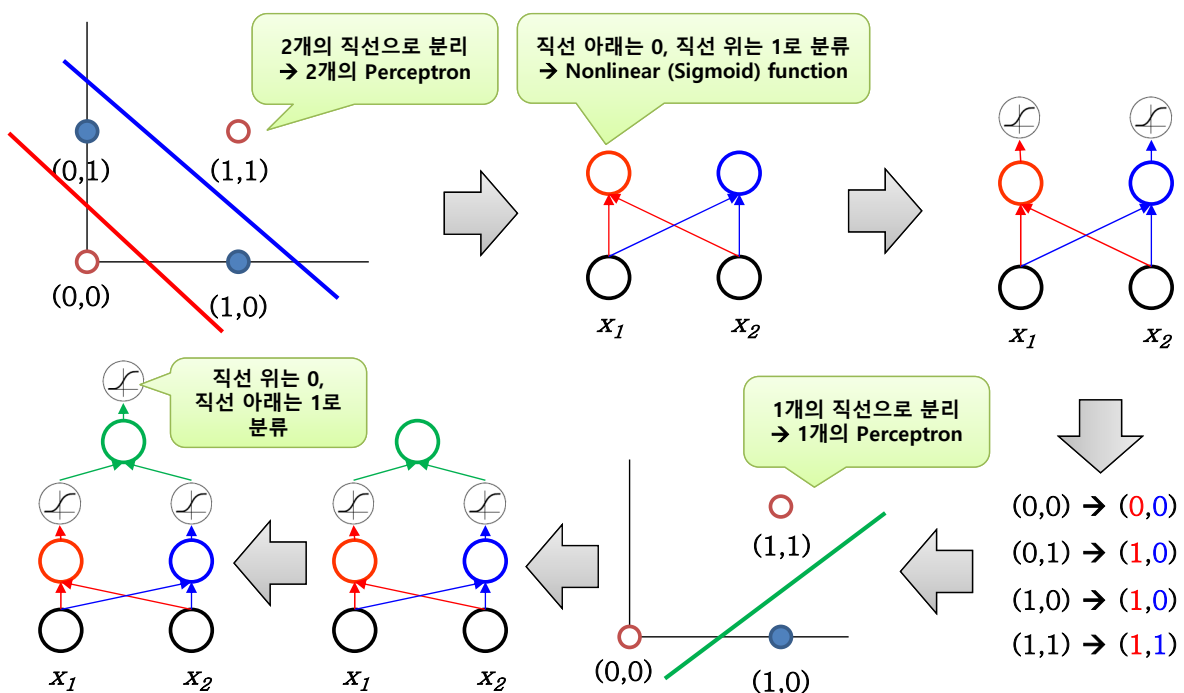 2개의 직선으로 분리
→ 2개의 Perceptron
직선 아래는 0, 직선 위는 1로 분류
→ Nonlinear (Sigmoid) function
(0,1)
(1,1)
(0,0)
(1,0)
x1
x2
x1
x2
(0,0) → (0,0)
(0,1) → (1,0)
(1,0) → (1,0)
(1,1) → (1,1)
1개의 직선으로 분리
→ 1개의 Perceptron
(1,1)
(0,0)
(1,0)
x1
x2
직선 위는 0,
직선 아래는 1로
분류
x1
x2